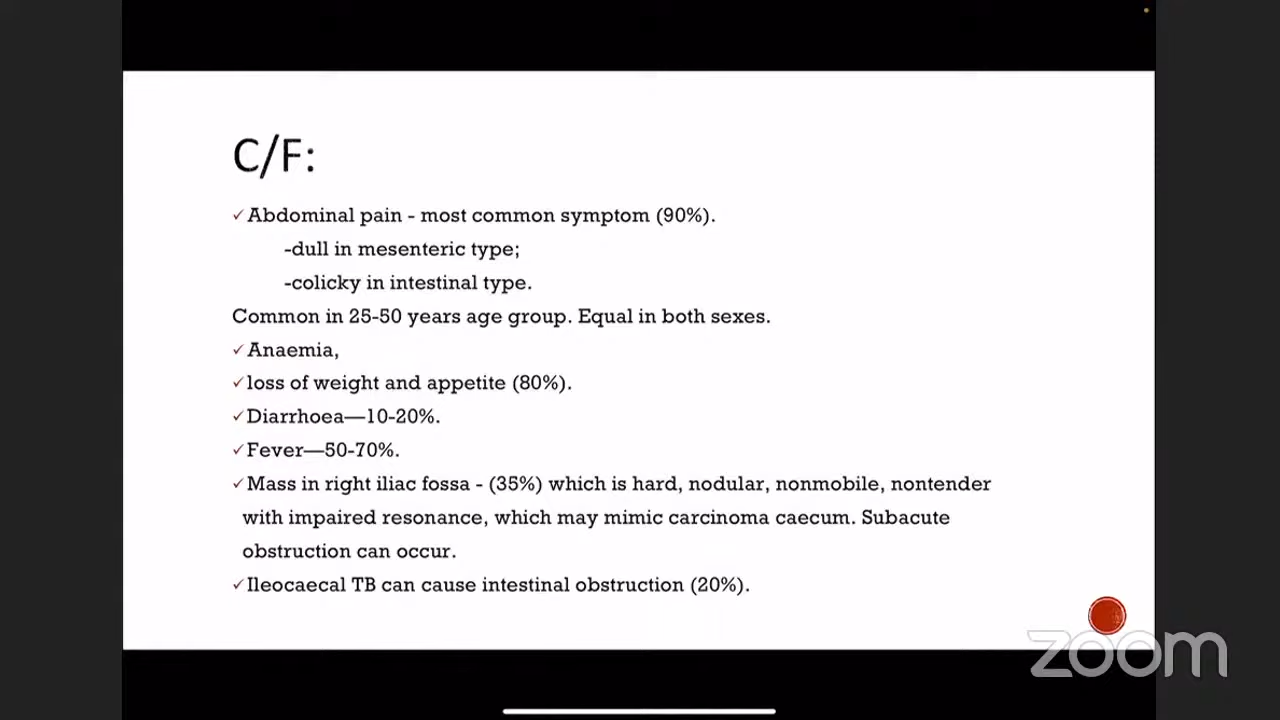 C/F:
✓Abdominal pain - most common symptom (90%).
-dull in mesenteric type;
-colicky in intestinal type.
Common in 25-50 years age group. Equal in both sexes.
✓Anaemia,
✓loss of weight and appetite (80%).
✓Diarrhoea—10-20%.
✓Fever—50-70%.
✓Mass in right iliac fossa - (35%) which is hard, nodular, nonmobile, nontender
with impaired resonance, which may mimic carcinoma caecum. Subacute
obstruction can occur.
✓Ileocaecal TB can cause intestinal obstruction (20%).
zoom